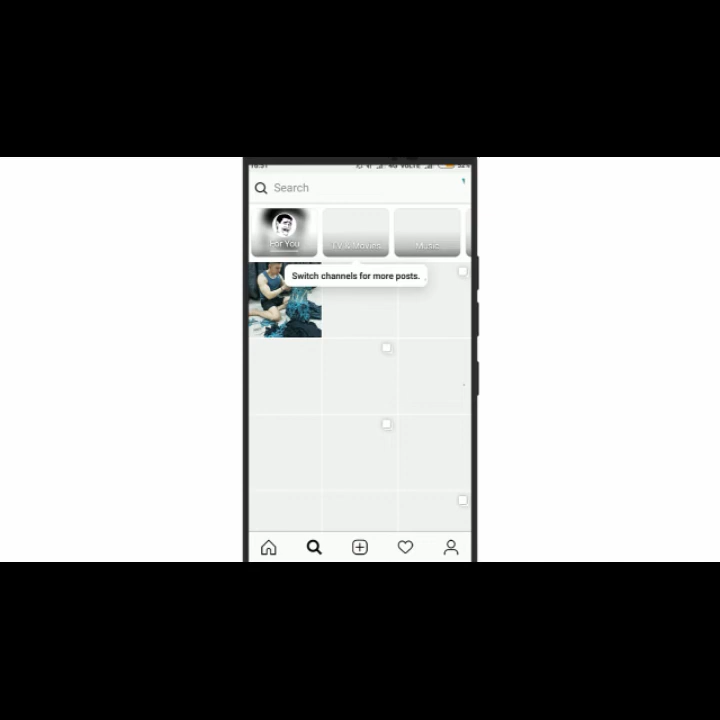 Search
For You
TV & Movies
Music
Switch channels for more posts.